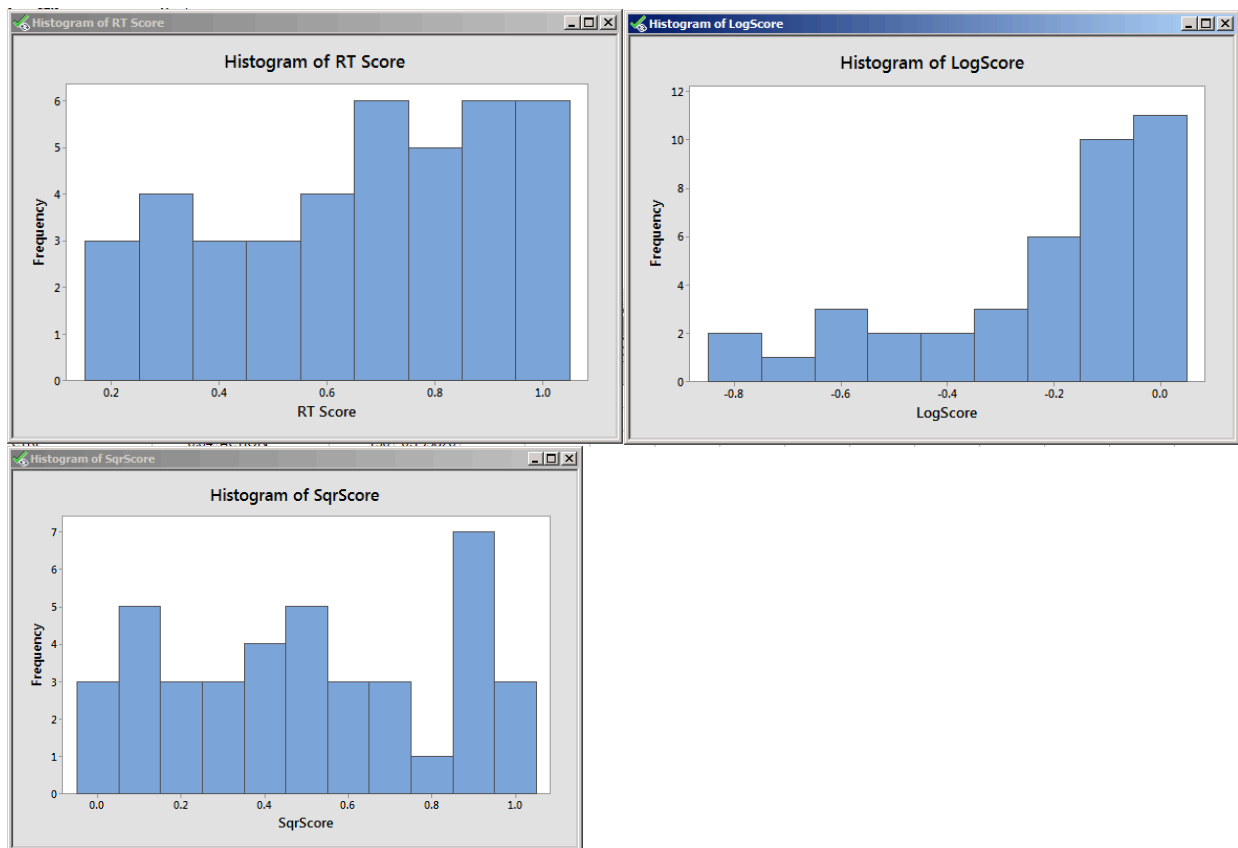 Histogram of RT Score
Histogram of RT Score
6
5
4
3
2
1
0
Frequency
0.2 0.4 0.6 0.8 1.0
RT Score
Histogram of LogScore
Histogram of LogScore
12
10
8
6
4
2
0
Frequency
-0.8 -0.6 -0.4 -0.2 0.0
LogScore
Histogram of SqrScore
Histogram of SqrScore
7
6
5
4
3
2
1
0
Frequency
0.0 0.2 0.4 0.6 0.8 1.0
SqrScore